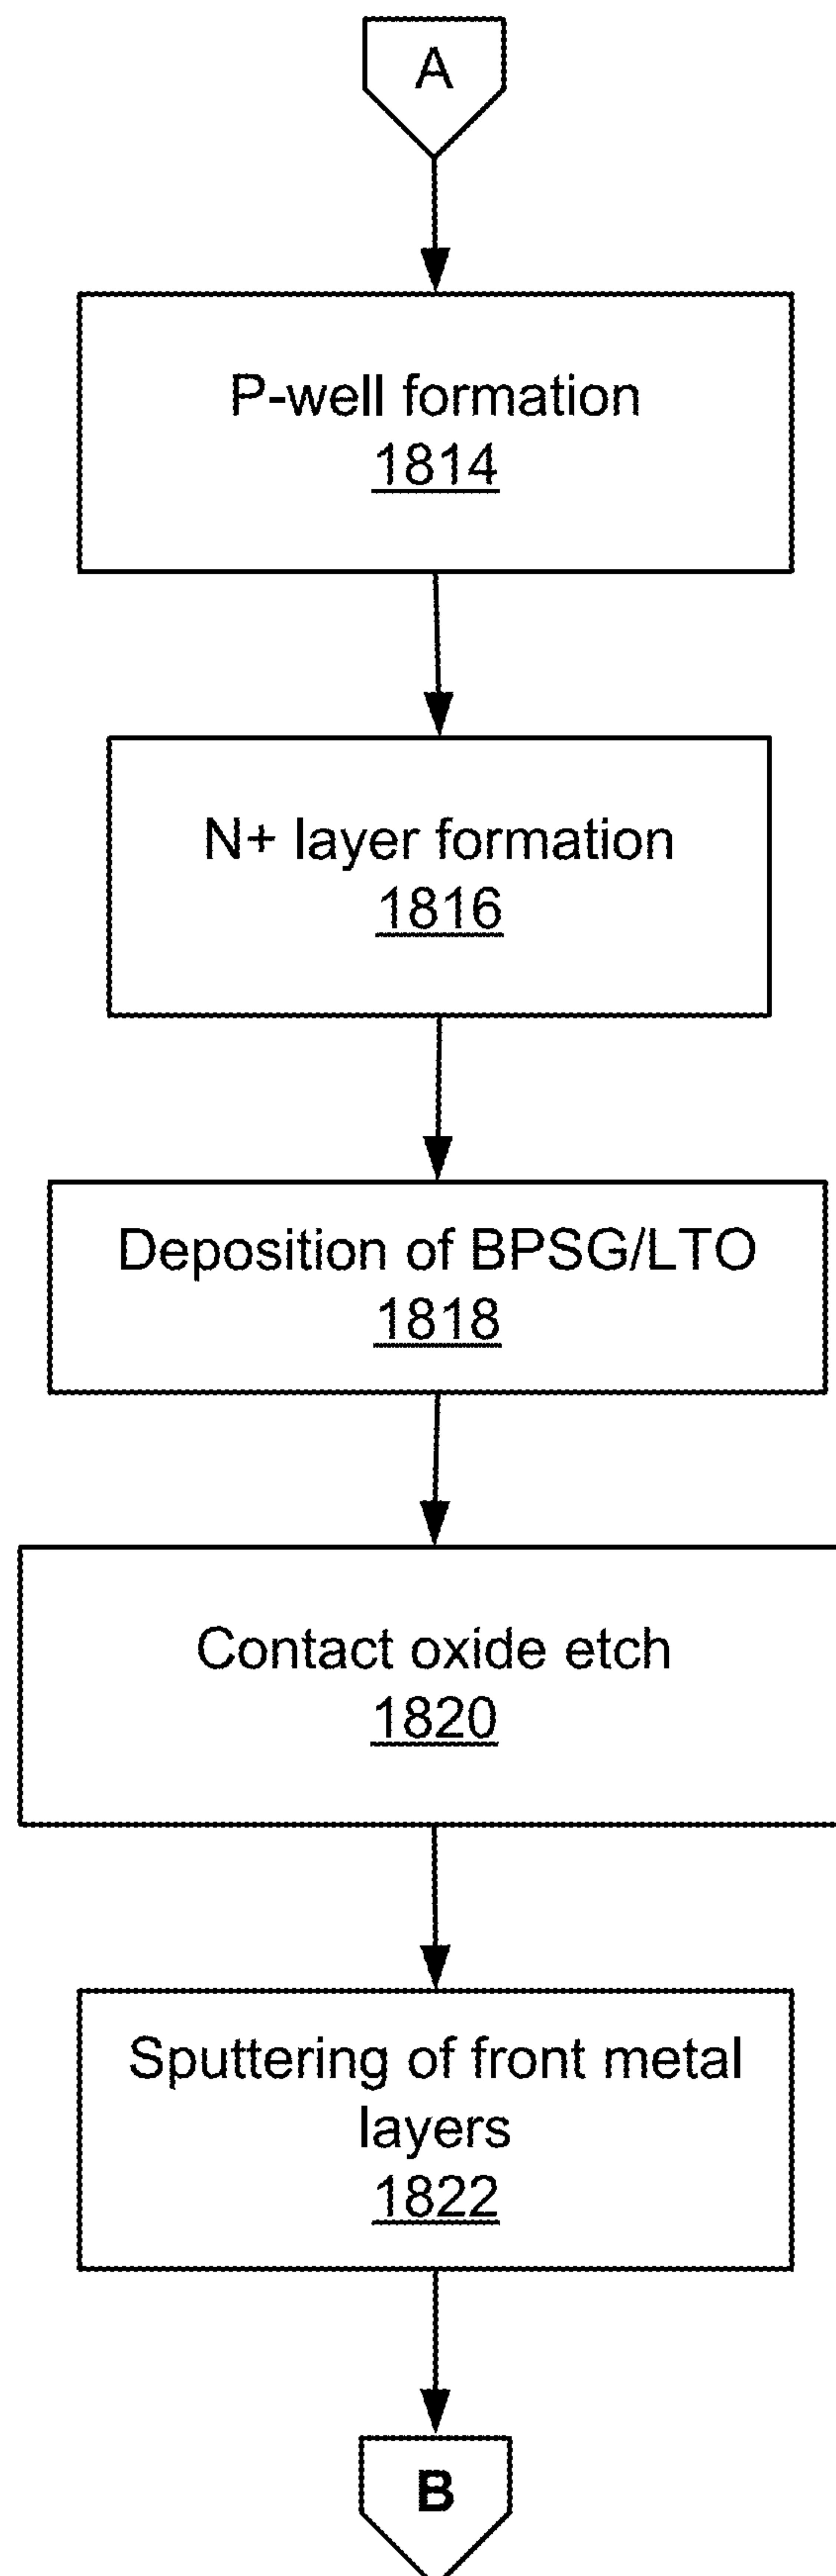 A
P-well formation
1814
N+ layer formation
1816
Deposition of BPSG/LTO
1818
Contact oxide etch
1820
Sputtering of front metal
layers
1822
B